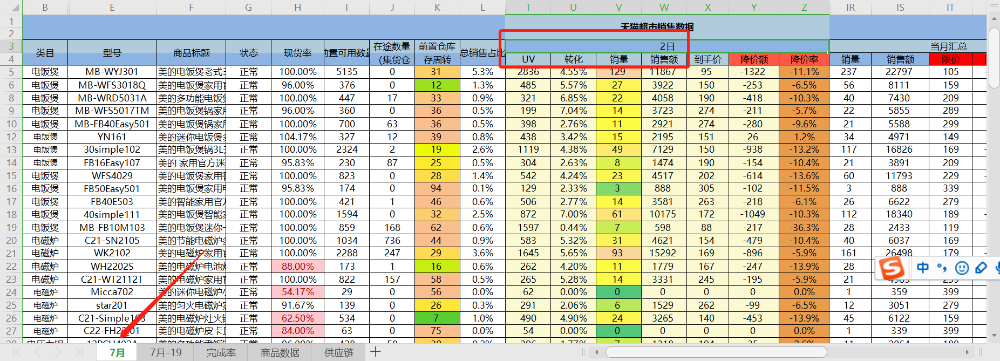 B E F G H I J K L T U V W X Y Z IR IS IT
1 天猫超市销售数据
2
3 类目 型号 商品标题 状态 现货率 前置可用数量 在途数量 前置仓库 总销售占比 2日 当月汇总
4 (集货仓 存周转 UV 转化 销量 销售额 到手价 降价额 降价率 销量 销售额 限价
5 电饭煲 MB-WYJ301 美的电饭煲老式3 正常 100.00% 5135 0 31 5.3% 2836 4.55% 129 11867 95 -1322 -11.1% 237 22797 105 -
6 电饭煲 MB-WFS3018Q 美的电饭煲家用官 正常 96.00% 376 0 12 1.3% 485 5.57% 27 3922 150 -253 -6.5% 56 8111 159
8 电饭煲 MB-WRD5031A 美的多功能电饭煲 正常 100.00% 447 17 33 0.9% 321 6.85% 22 4058 190 -418 -10.3% 40 7430 209
9 电饭煲 MB-WFS5017TM 美的电饭煲锅家用 正常 96.00% 360 0 36 0.5% 199 7.04% 14 3723 274 -211 -5.7% 22 5855 289
10 电饭煲 MB-FB40Easy501 美的电饭煲锅家用 正常 100.00% 700 63 36 0.5% 398 2.76% 11 2921 274 -280 -9.6% 21 5588 299
12 电饭煲 YN161 美的迷你电饭煲多 正常 104.17% 327 12 39 0.8% 438 3.42% 15 2195 151 26 1.2% 34 4971 149
13 电饭煲 30simple102 美的电饭煲锅3L 正常 100.00% 2324 2 19 2.6% 1119 4.38% 49 7129 150 -938 -13.2% 117 16826 169 -
14 电饭煲 FB16Easy107 美的 家用官方迷 正常 95.83% 230 87 25 0.5% 304 2.63% 8 1474 190 -154 -10.4% 21 3891 209
15 电饭煲 WFS4029 美的电饭煲家用智 正常 100.00% 823 0 28 1.4% 542 4.24% 23 4517 202 -614 -13.6% 60 11793 229 -
16 电饭煲 FB50Easy501 美的电饭煲家用电 正常 95.83% 174 0 94 0.1% 129 2.33% 3 888 305 -102 -11.5% 3 888 339
17 电饭煲 FB40E503 美的智能家用官方 正常 100.00% 421 1 46 0.6% 506 2.77% 14 3581 263 -218 -6.1% 26 6622 279
18 电饭煲 40simple111 美的电饭煲智能家 正常 100.00% 1594 0 32 2.5% 872 7.00% 61 10175 172 -1049 -10.3% 112 18340 189 -
19 电饭煲 MB-FB10M103 美的电饭煲迷你 正常 100.00% 859 168 62 0.6% 1597 0.44% 7 598 88 -217 -36.3% 28 2433 119
20 电磁炉 C21-SN2105 美的节能电磁炉多 正常 100.00% 1034 736 44 0.9% 583 5.32% 31 4621 154 -479 -10.4% 40 6037 169
21 电磁炉 WK2102 美的电磁炉家用官 正常 100.00% 2288 247 29 3.6% 1645 5.65% 93 15292 169 -896 -5.9% 161 26498 179 -
22 电磁炉 WH2202S 美的电磁炉电池炉 正常 88.00% 173 1 16 0.6% 262 4.20% 11 1779 167 -247 -13.9% 28
23 电磁炉 C21-WT2112T 美的电磁炉家用官 正常 100.00% 822 157 58 0.5% 265 5.28% 14 3331 245 -195 -5.9% 21
24 电磁炉 Micca702 美的迷你电磁炉小 正常 54.17% 29 0 56 0.0% 62 0.00% 0 0 0 0 0.0% 1 359 399
25 电磁炉 star201 美的匀火电磁炉家 正常 91.67% 139 0 26 0.3% 291 2.06% 6 1529 262 -99 -6.5% 12 3051 279
26 电磁炉 C21-Simple103 美的电磁炉灶火锅 正常 62.50% 534 0 7 1.0% 490 4.90% 24 3265 140 -453 -13.9% 45 6122 159
27 电磁炉 美的电磁炉皮卡丘 正常 84.00% 63 0 75 0.0% 54 0.00% 0 0 0 0 0.0% 1 339 399
中
7月 7月-19 完成率 商品数据 供应链 +